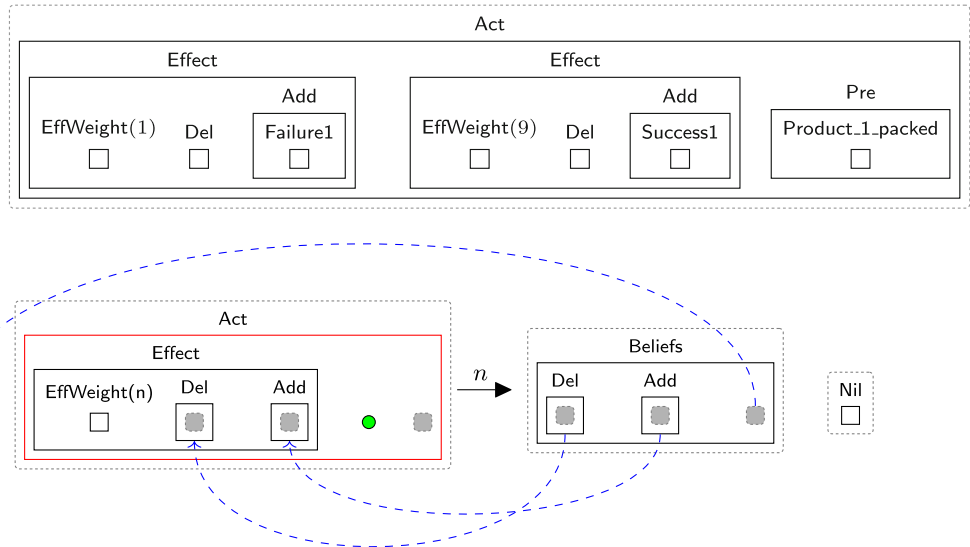 Act
Effect
Effect
Add
Add
Pre
EffWeight(1)
Del
Failure1
EffWeight(9)
Del
Success1
Product_1_packed
Act
Effect
EffWeight(n)
Del
Add
n
Beliefs
Del
Add
Nil